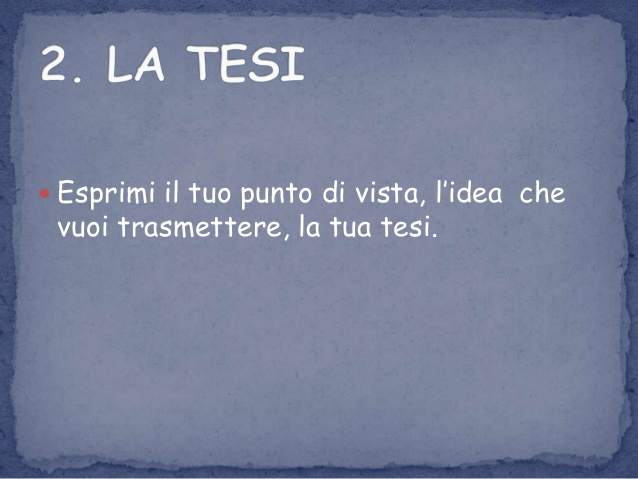 2. LA TESI
Esprimi il tuo punto di vista, l’idea che
vuoi trasmettere, la tua tesi.